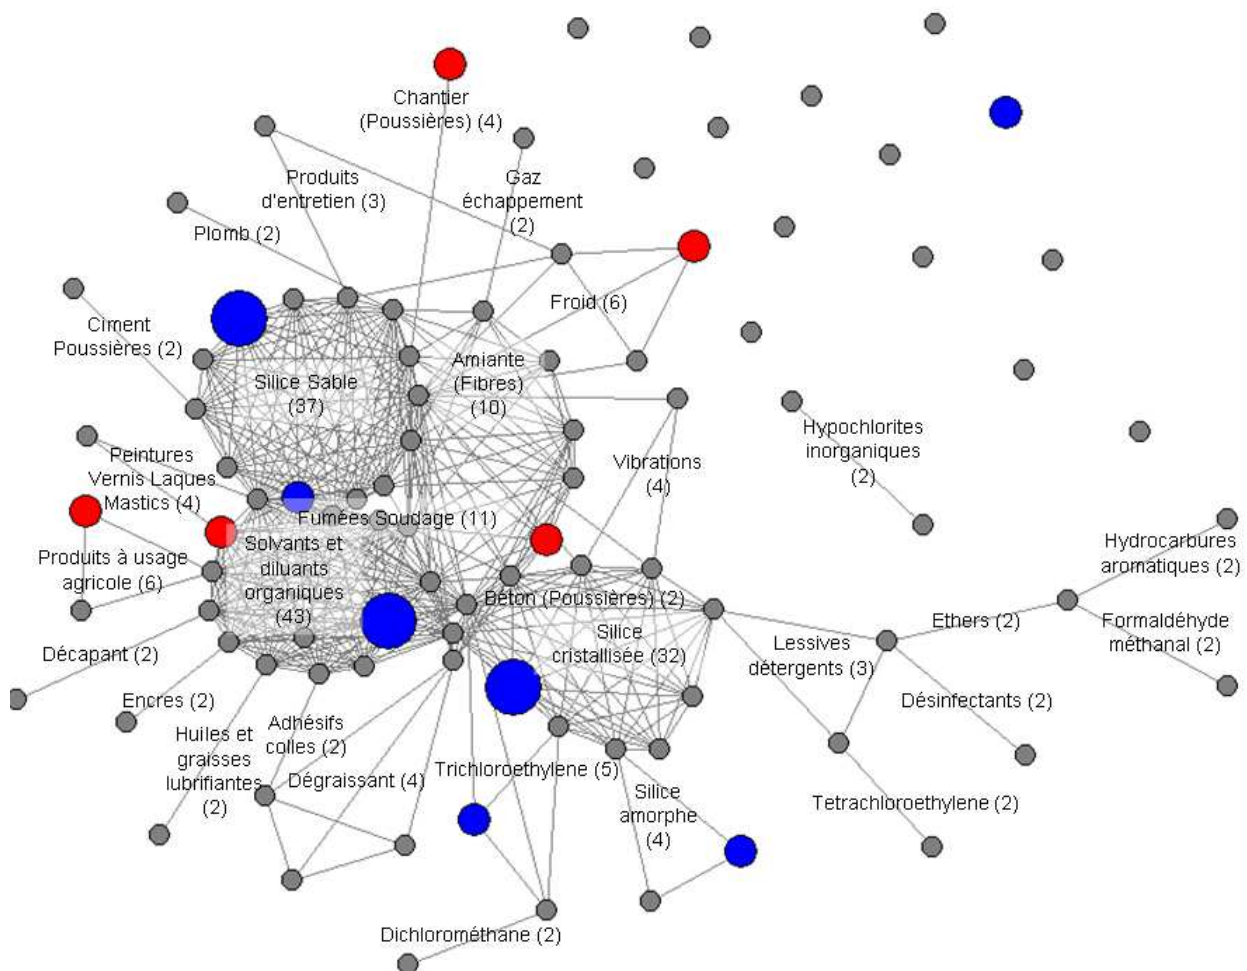 Chantier
(Poussières) (4)
Produits
d'entretien (3)
Gaz
échappement
(2)
Plomb (2)
Froid (6)
Ciment
Poussières (2)
Silice Sable
(37)
Amiante
(Fibres)
(10)
Hypochlorites
inorganiques
(2)
Vibrations
(4)
Peintures
Vernis Laques
Mastics (4)
Fumées Soudage (11)
Produits à usage
agricole (6)
Solvants et
diluants
organiques
(43)
Hydrocarbures
aromatiques (2)
Béton (Poussières) (2)
Silice
cristallisée (32)
Lessives
détergents (3)
Ethers (2)
Formaldéhyde
méthanal (2)
Décapant (2)
Encres (2)
Désinfectants (2)
Huiles et
graisses
lubrifiantes
(2)
Adhésifs
colles (2)
Dégraissant (4)
Trichloroethylene (5)
Silice
amorphe
(4)
Tetrachloroethylene (2)
Dichlorométhane (2)